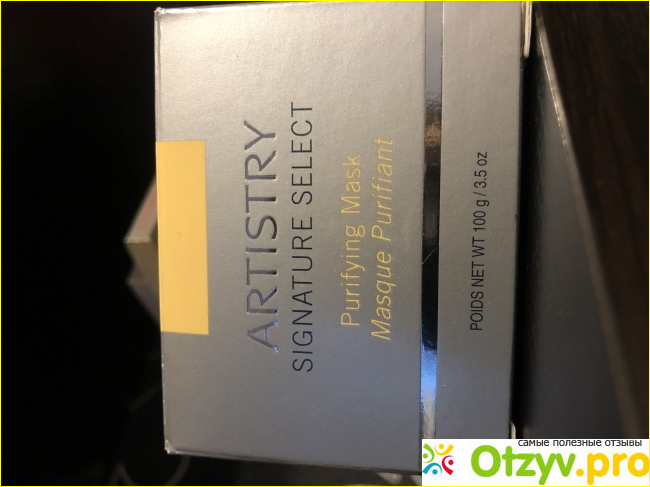 ARTISTRY
SIGNATURE SELECT
Purifying Mask
Masque Purifiant
POIDS NET WT 100 g / 3.5 oz
самые полезные отзывы
Otzyv.pro